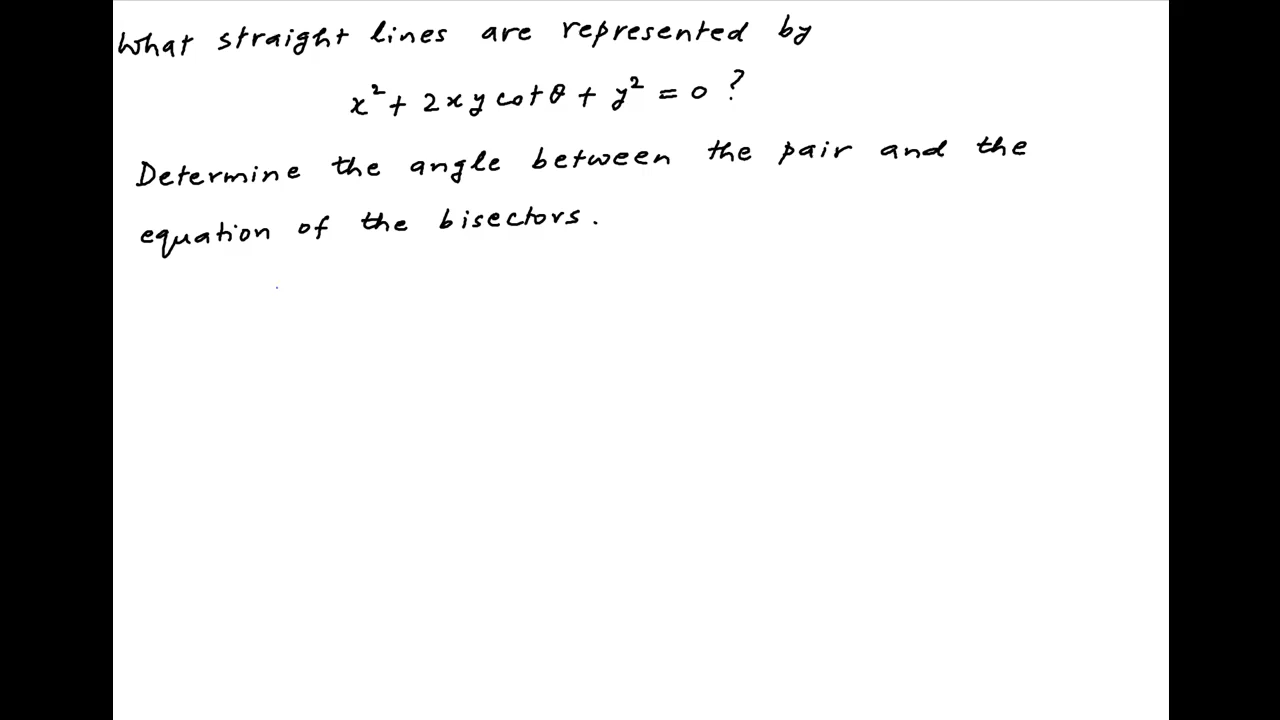 What straight lines are represented by
x² + 2xy cot θ + y² = 0 ?
Determine the angle between the pair and the
equation of the bisectors.